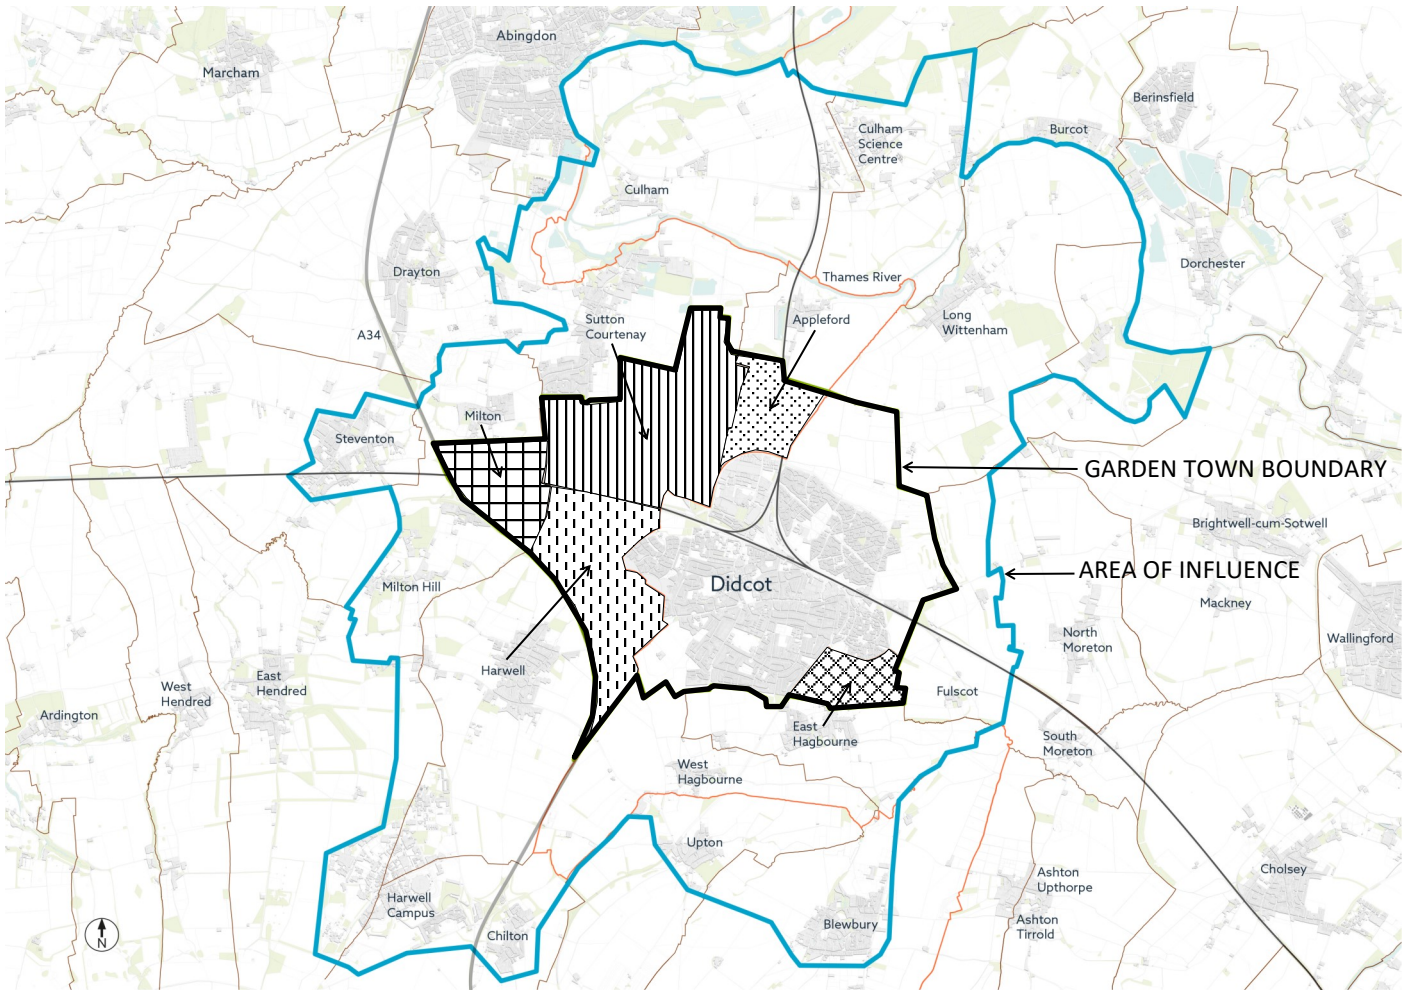 Abingdon
Marcham
Berinsfield
Culham
Science
Centre
Burcot
Culham
Drayton
Dorchester
Thames River
Sutton
Courtenay
Appleford
Long
Wittenham
A34
Milton
Steventon
GARDEN TOWN BOUNDARY
Brightwell-cum-Sotwell
AREA OF INFLUENCE
Milton Hill
Didcot
Mackney
North
Moreton
Wallingford
Harwell
East
Hendred
West
Hendred
Fulscot
Ardington
East
Hagbourne
South
Moreton
West
Hagbourne
Upton
Cholsey
Ashton
Upthorpe
Harwell
Campus
Ashton
Tirrold
Blewbury
Chilton
N